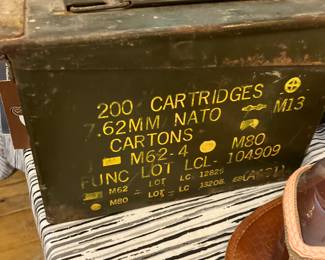 200 CARTRIDGES
7.62MM NATO M13
CARTONS
M62-4 M80
FUNC LOT LCL-104909
M62 - LOT LC 12825
M80 - LOT - LC 13208